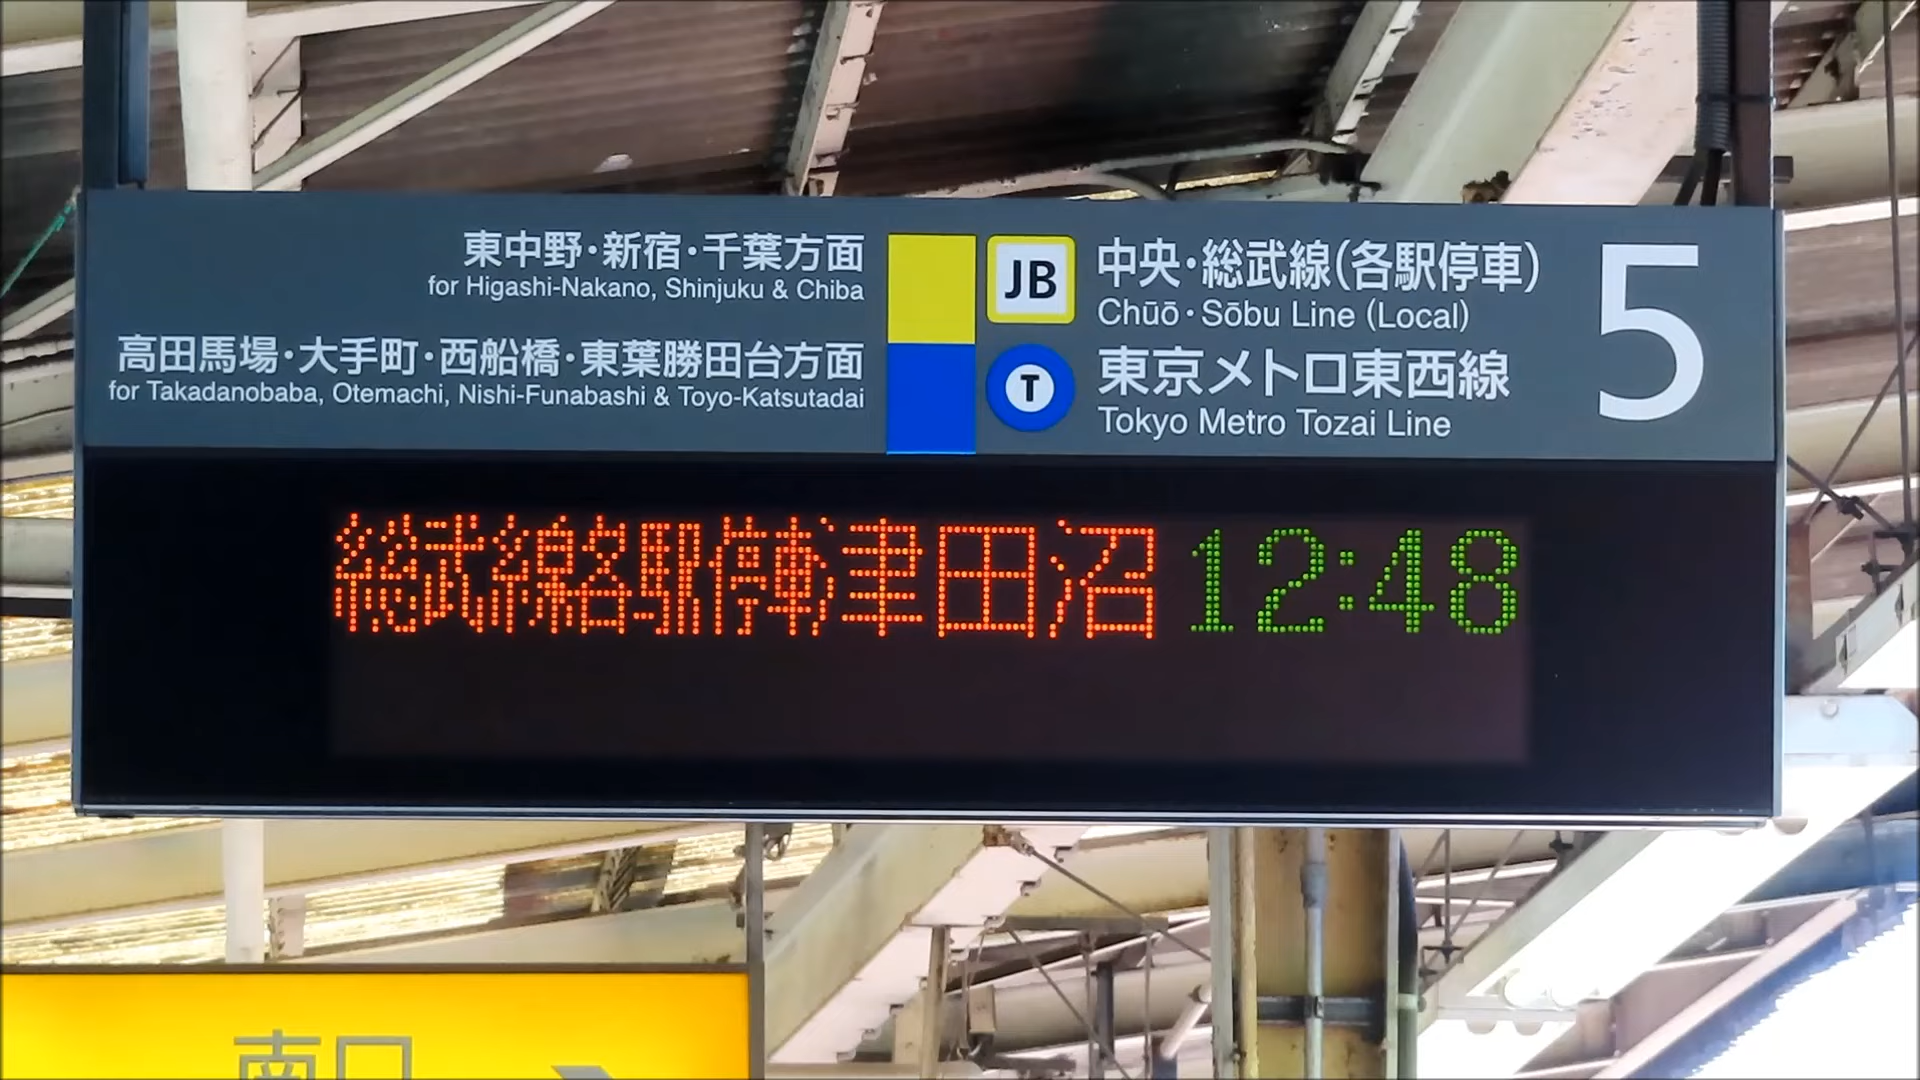 東中野・新宿・千葉方面
for Higashi-Nakano, Shinjuku & Chiba
高田馬場・大手町・西船橋・東葉勝田台方面
for Takadanobaba, Otemachi, Nishi-Funabashi & Toyo-Katsutadai
JB 中央・総武線(各駅停車)
Chūō・Sōbu Line (Local)
T 東京メトロ東西線
Tokyo Metro Tozai Line
5
総武線各駅停車 津田沼 12:48
南口